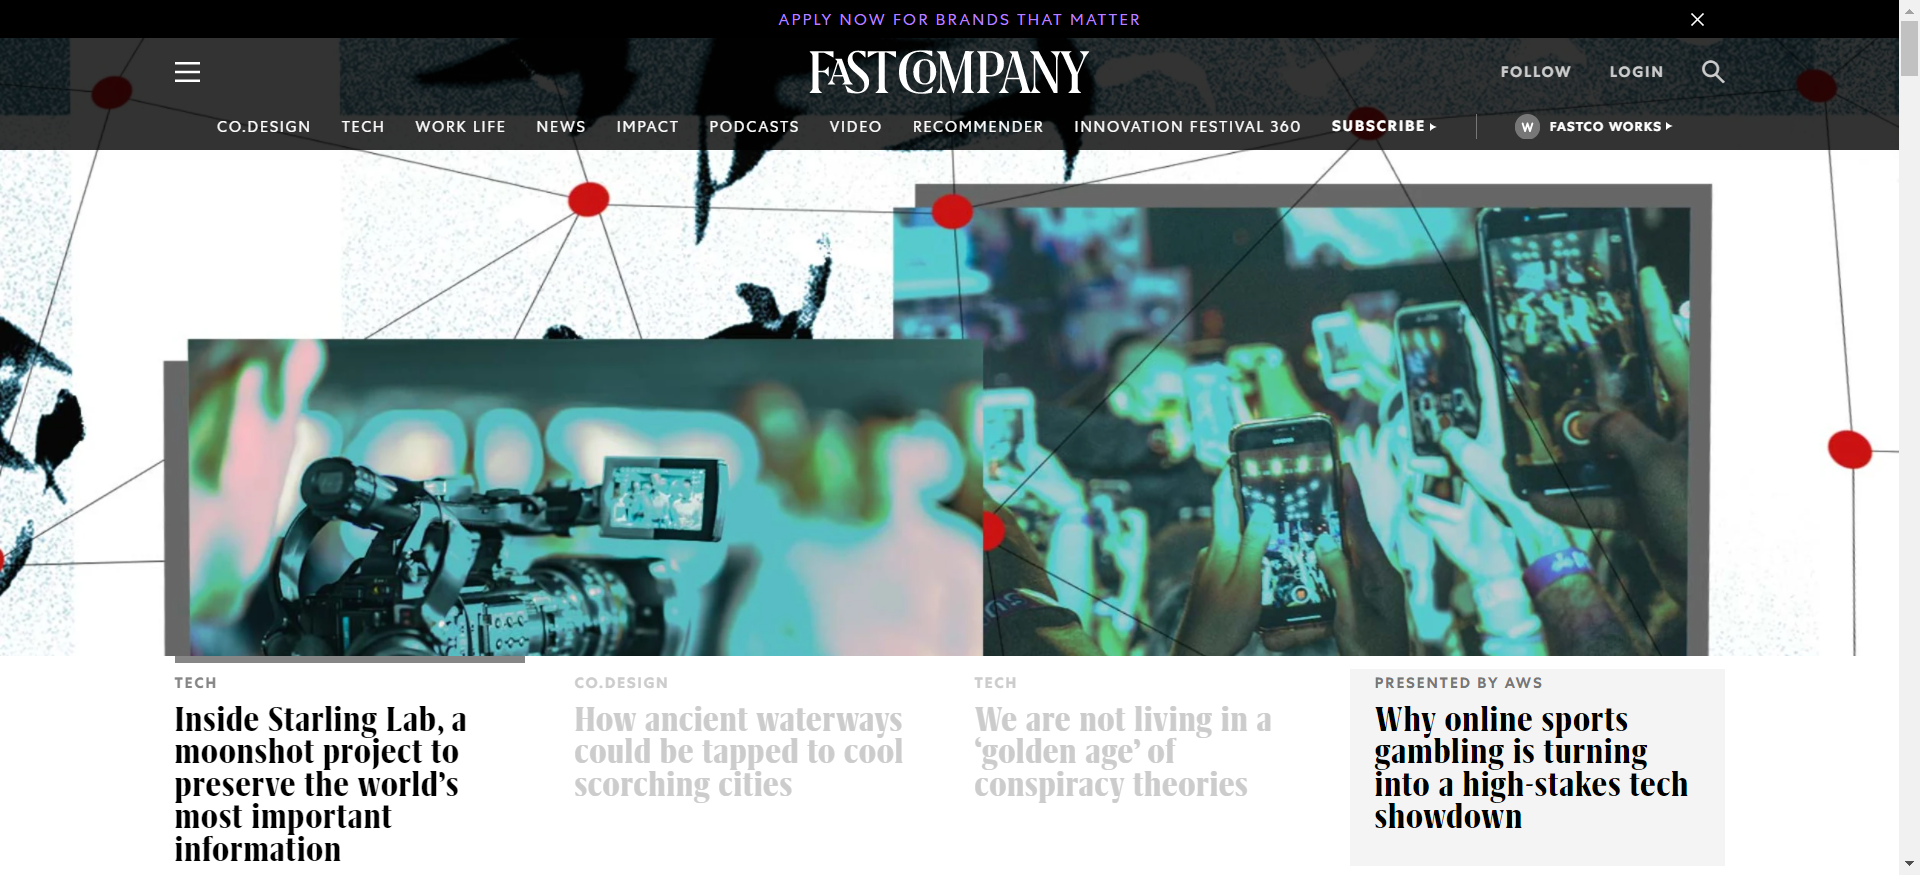 APPLY NOW FOR BRANDS THAT MATTER
FAST COMPANY
FOLLOW LOGIN
CO.DESIGN TECH WORK LIFE NEWS IMPACT PODCASTS VIDEO RECOMMENDER INNOVATION FESTIVAL 360 SUBSCRIBE W FASTCO WORKS
TECH
Inside Starling Lab, a
moonshot project to
preserve the world’s
most important
information
CO.DESIGN
How ancient waterways
could be tapped to cool
scorching cities
TECH
We are not living in a
‘golden age’ of
conspiracy theories
PRESENTED BY AWS
Why online sports
gambling is turning
into a high-stakes tech
showdown